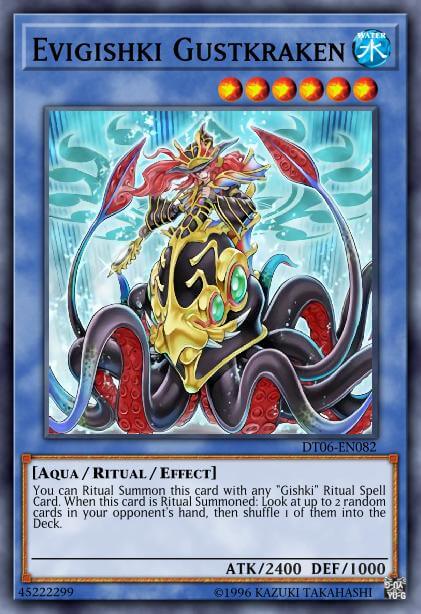 Evigishki Gustkraken
WATER
水
DT06-EN082
[Aqua / Ritual / Effect]
You can Ritual Summon this card with any "Gishki" Ritual Spell
Card. When this card is Ritual Summoned: Look at up to 2 random
cards in your opponent's hand, then shuffle 1 of them into the
Deck.
ATK/2400 DEF/1000
45222299
©1996 KAZUKI TAKAHASHI